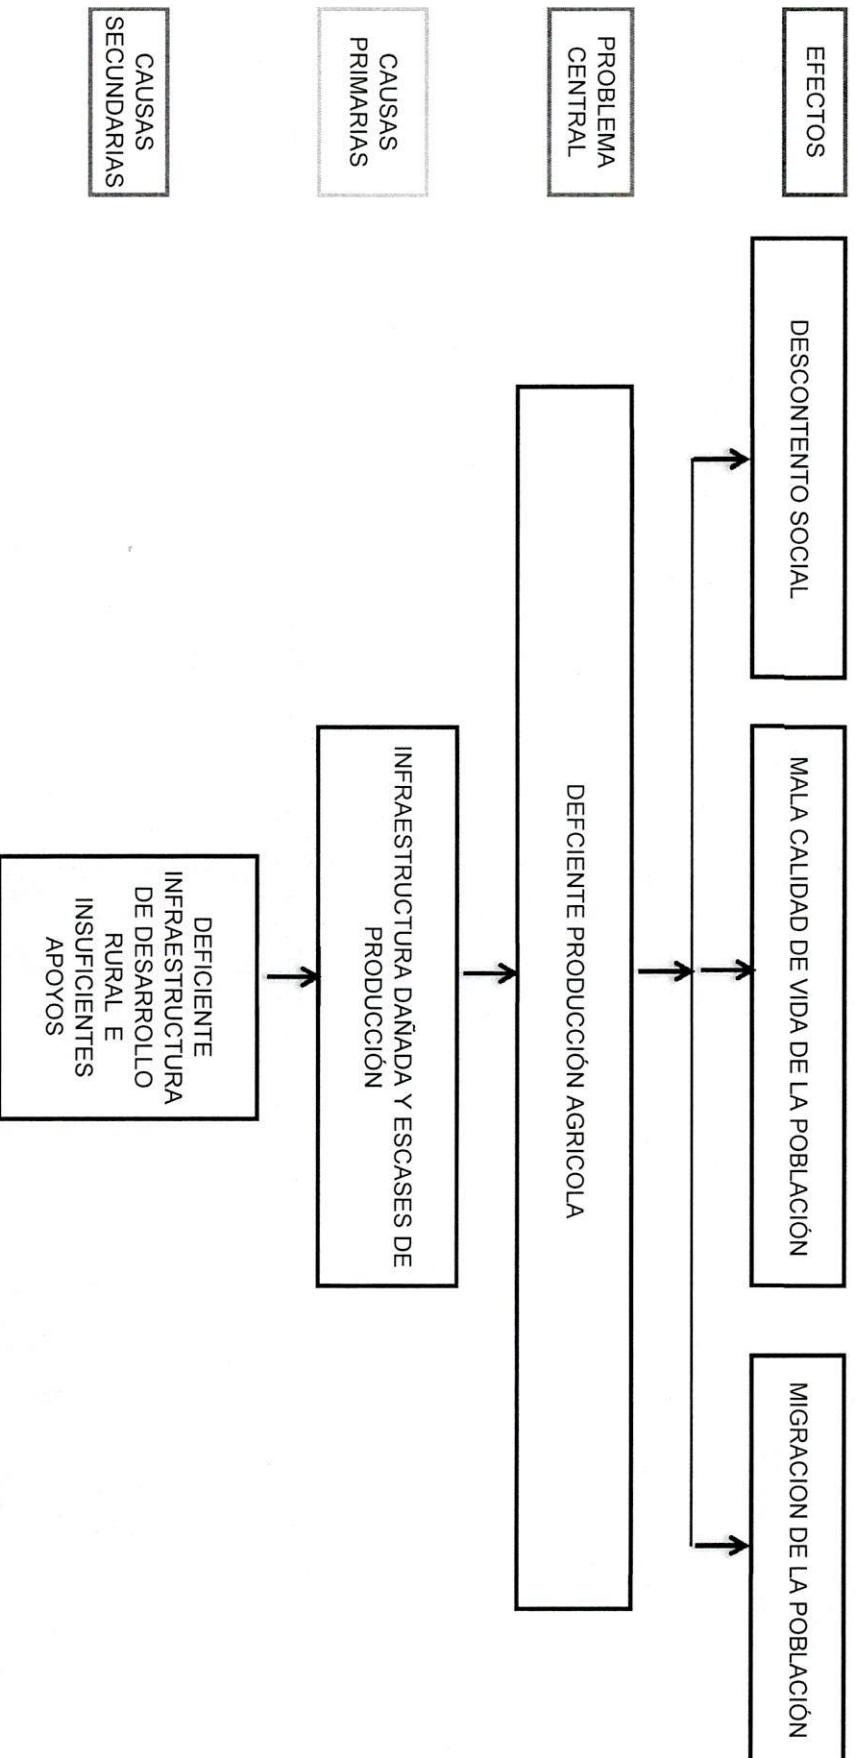 EFECTOS
DESCONTENTO SOCIAL
MALA CALIDAD DE VIDA DE LA POBLACIÓN
MIGRACION DE LA POBLACIÓN
PROBLEMA
CENTRAL
DEFCIENTE PRODUCCIÓN AGRICOLA
CAUSAS
PRIMARIAS
INFRAESTRUCTURA DAÑADA Y ESCASES DE
PRODUCCIÓN
CAUSAS
SECUNDARIAS
DEFICIENTE
INFRAESTRUCTURA
DE DESARROLLO
RURAL E
INSUFICIENTES
APOYOS